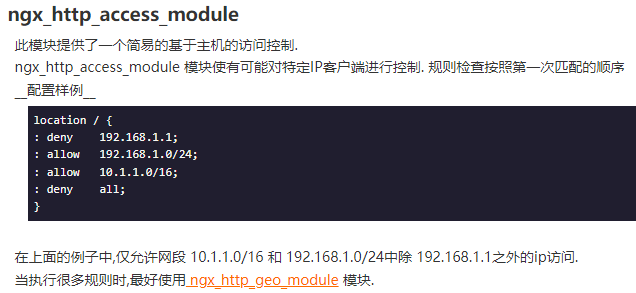 ngx_http_access_module
此模块提供了一个简易的基于主机的访问控制.
ngx_http_access_module 模块使有可能对特定IP客户端进行控制. 规则检查按照第一次匹配的顺序
__配置样例__
location / {
: deny    192.168.1.1;
: allow   192.168.1.0/24;
: allow   10.1.1.0/16;
: deny    all;
}
在上面的例子中,仅允许网段 10.1.1.0/16 和 192.168.1.0/24中除 192.168.1.1之外的ip访问.
当执行很多规则时,最好使用 ngx_http_geo_module 模块.